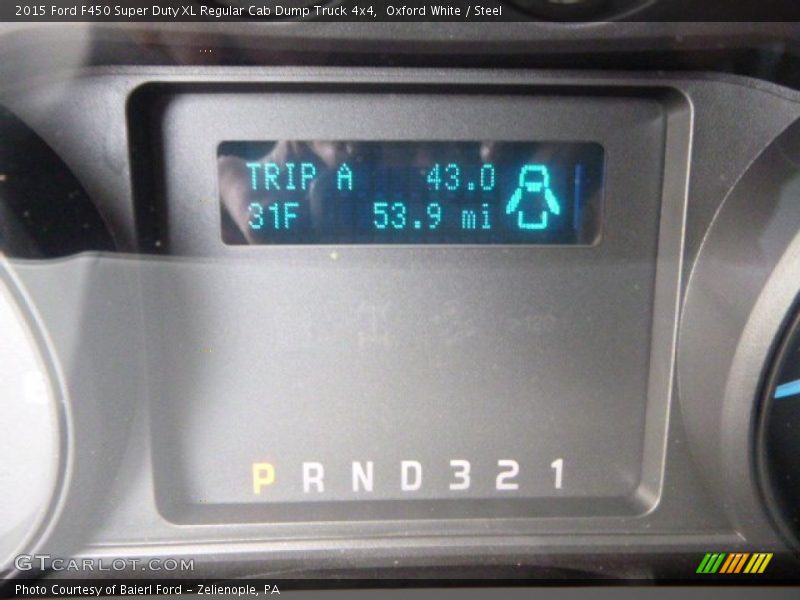 2015 Ford F450 Super Duty XL Regular Cab Dump Truck 4x4, Oxford White / Steel
TRIP A 43.0
31F 53.9 mi
P R N D 3 2 1
GTCARLOT.COM
Photo Courtesy of Baierl Ford - Zelienople, PA